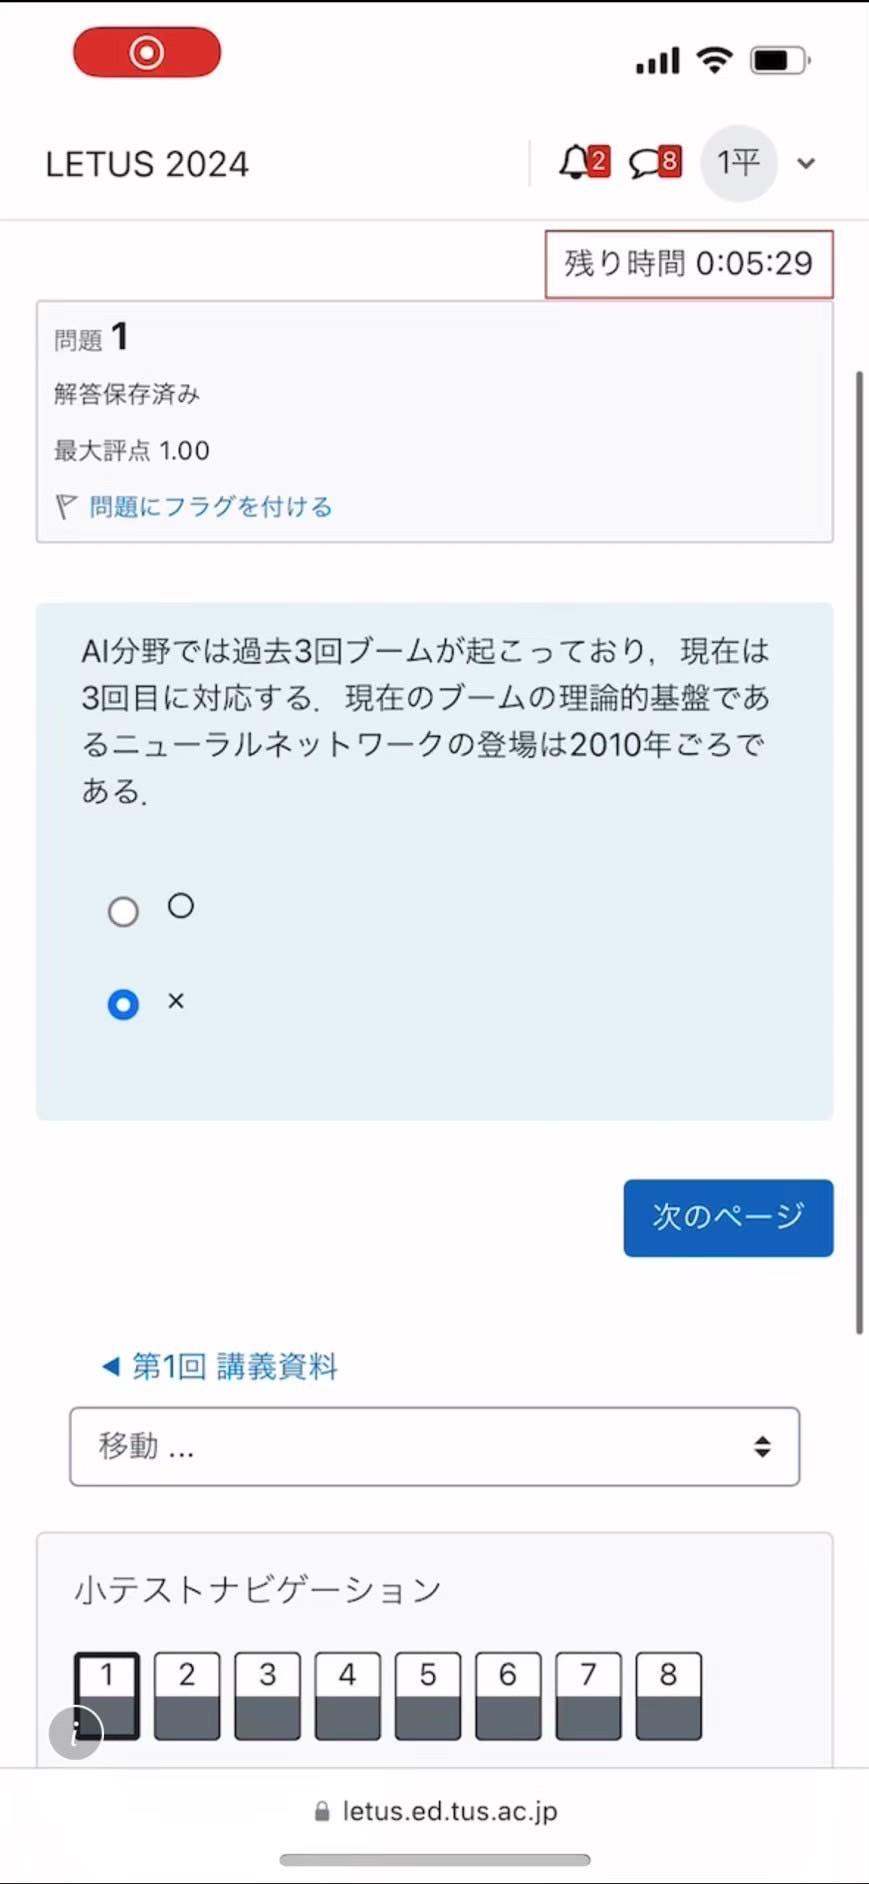 LETUS 2024
2
8
1平
残り時間 0:05:29
問題 1
解答保存済み
最大評点 1.00
問題にフラグを付ける
AI分野では過去3回ブームが起こっており，現在は
3回目に対応する．現在のブームの理論的基盤であ
るニューラルネットワークの登場は2010年ごろで
ある．
○
×
次のページ
◀ 第1回 講義資料
移動 ...
小テストナビゲーション
1 2 3 4 5 6 7 8
i
letus.ed.tus.ac.jp